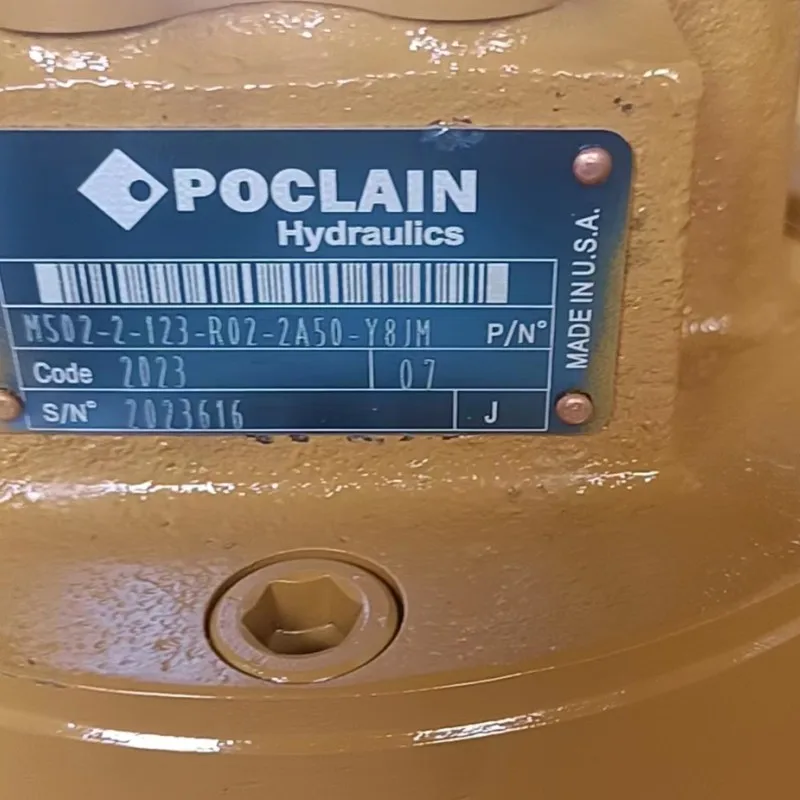 POCLAIN
Hydraulics
MS02-2-123-R02-2A50-Y8JM P/N°
Code 2023 07
S/N° 2023616 J
MADE IN U.S.A.